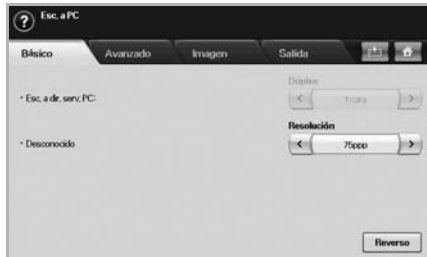 Esc. a PC
Básico
Avanzado
Imagen
Salida
Dúplex
• Esc. a dir. serv. PC:
1 cara
Resolución
• Desconocido
75ppp
Reverso